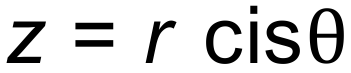 z = r cisθ